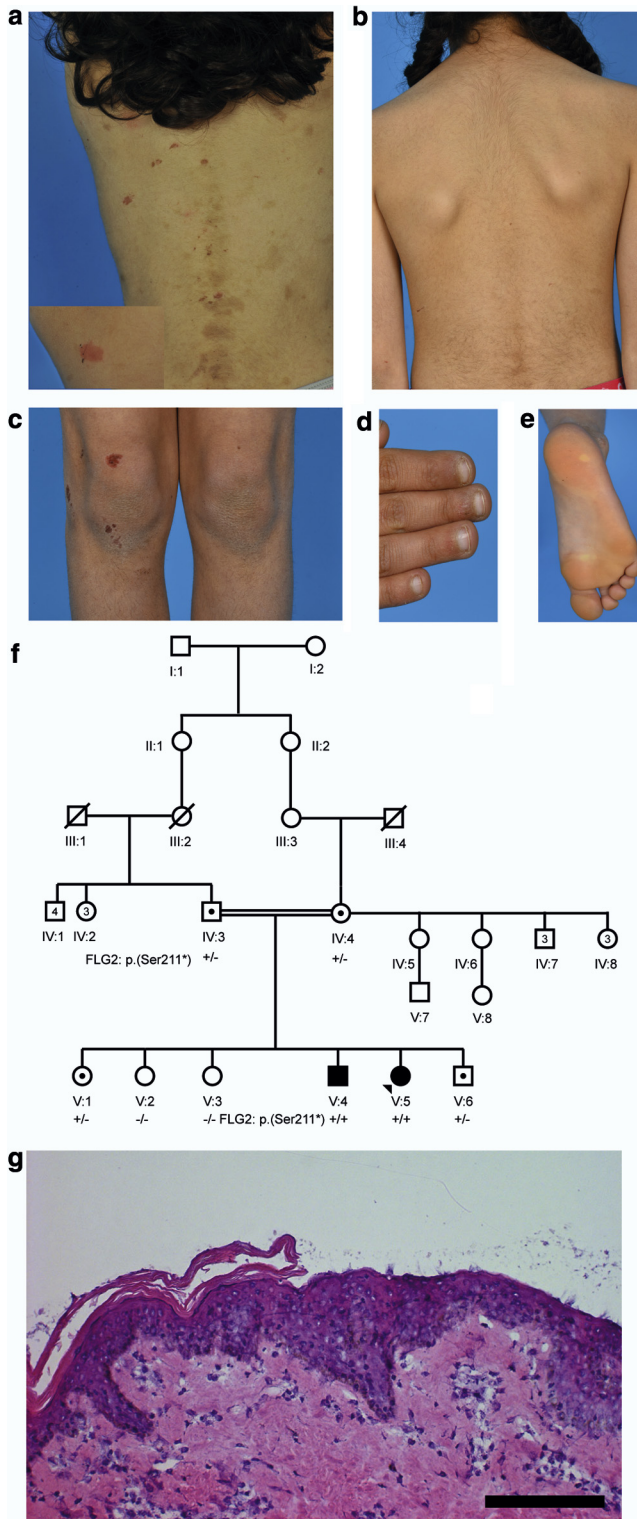 a
b
c
d
e
f
I:1
I:2
II:1
II:2
III:1
III:2
III:3
III:4
4
3
IV:1
IV:2
IV:3
IV:4
IV:5
IV:6
3
3
IV:7
IV:8
FLG2: p.(Ser211*)
+/-
+/-
V:7
V:8
V:1
V:2
V:3
V:4
V:5
V:6
+/-
-/-
-/-
FLG2: p.(Ser211*)
+/+
+/+
+/-
g